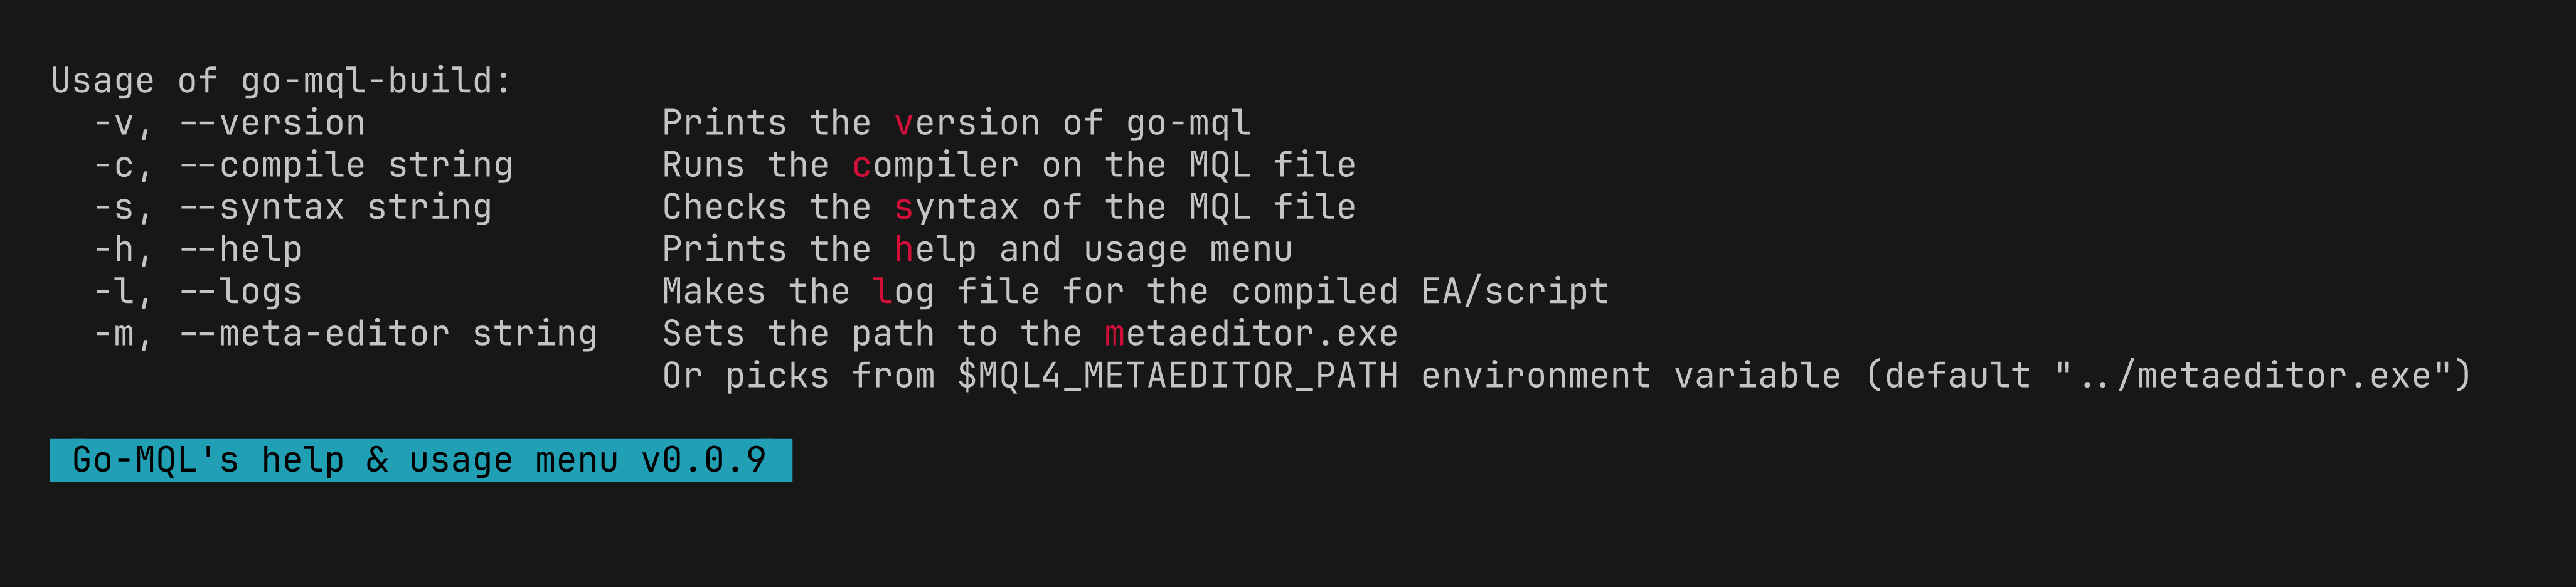 Usage of go-mql-build:
-v, --version Prints the version of go-mql
-c, --compile string Runs the compiler on the MQL file
-s, --syntax string Checks the syntax of the MQL file
-h, --help Prints the help and usage menu
-l, --logs Makes the log file for the compiled EA/script
-m, --meta-editor string Sets the path to the metaeditor.exe
Or picks from $MQL4_METAEDITOR_PATH environment variable (default "../metaeditor.exe")
Go-MQL's help & usage menu v0.0.9